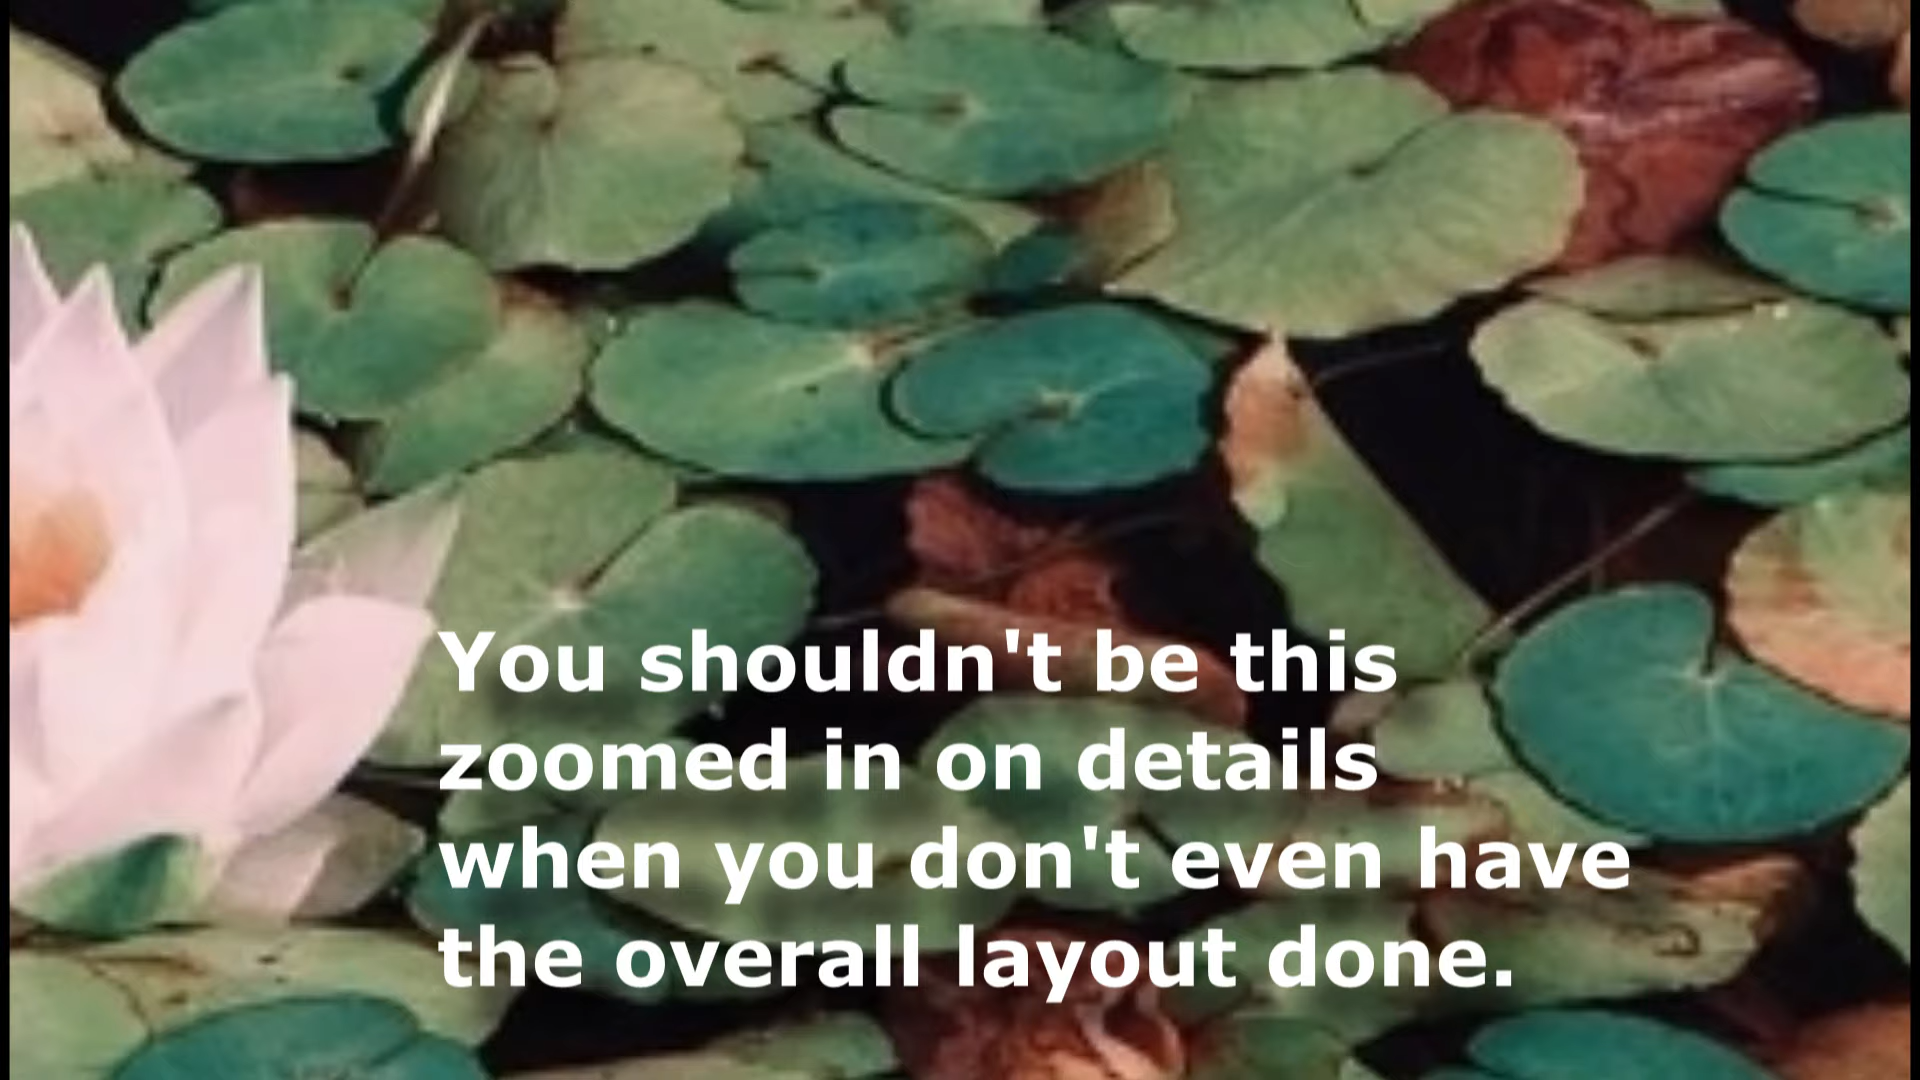 You shouldn't be this
zoomed in on details
when you don't even have
the overall layout done.